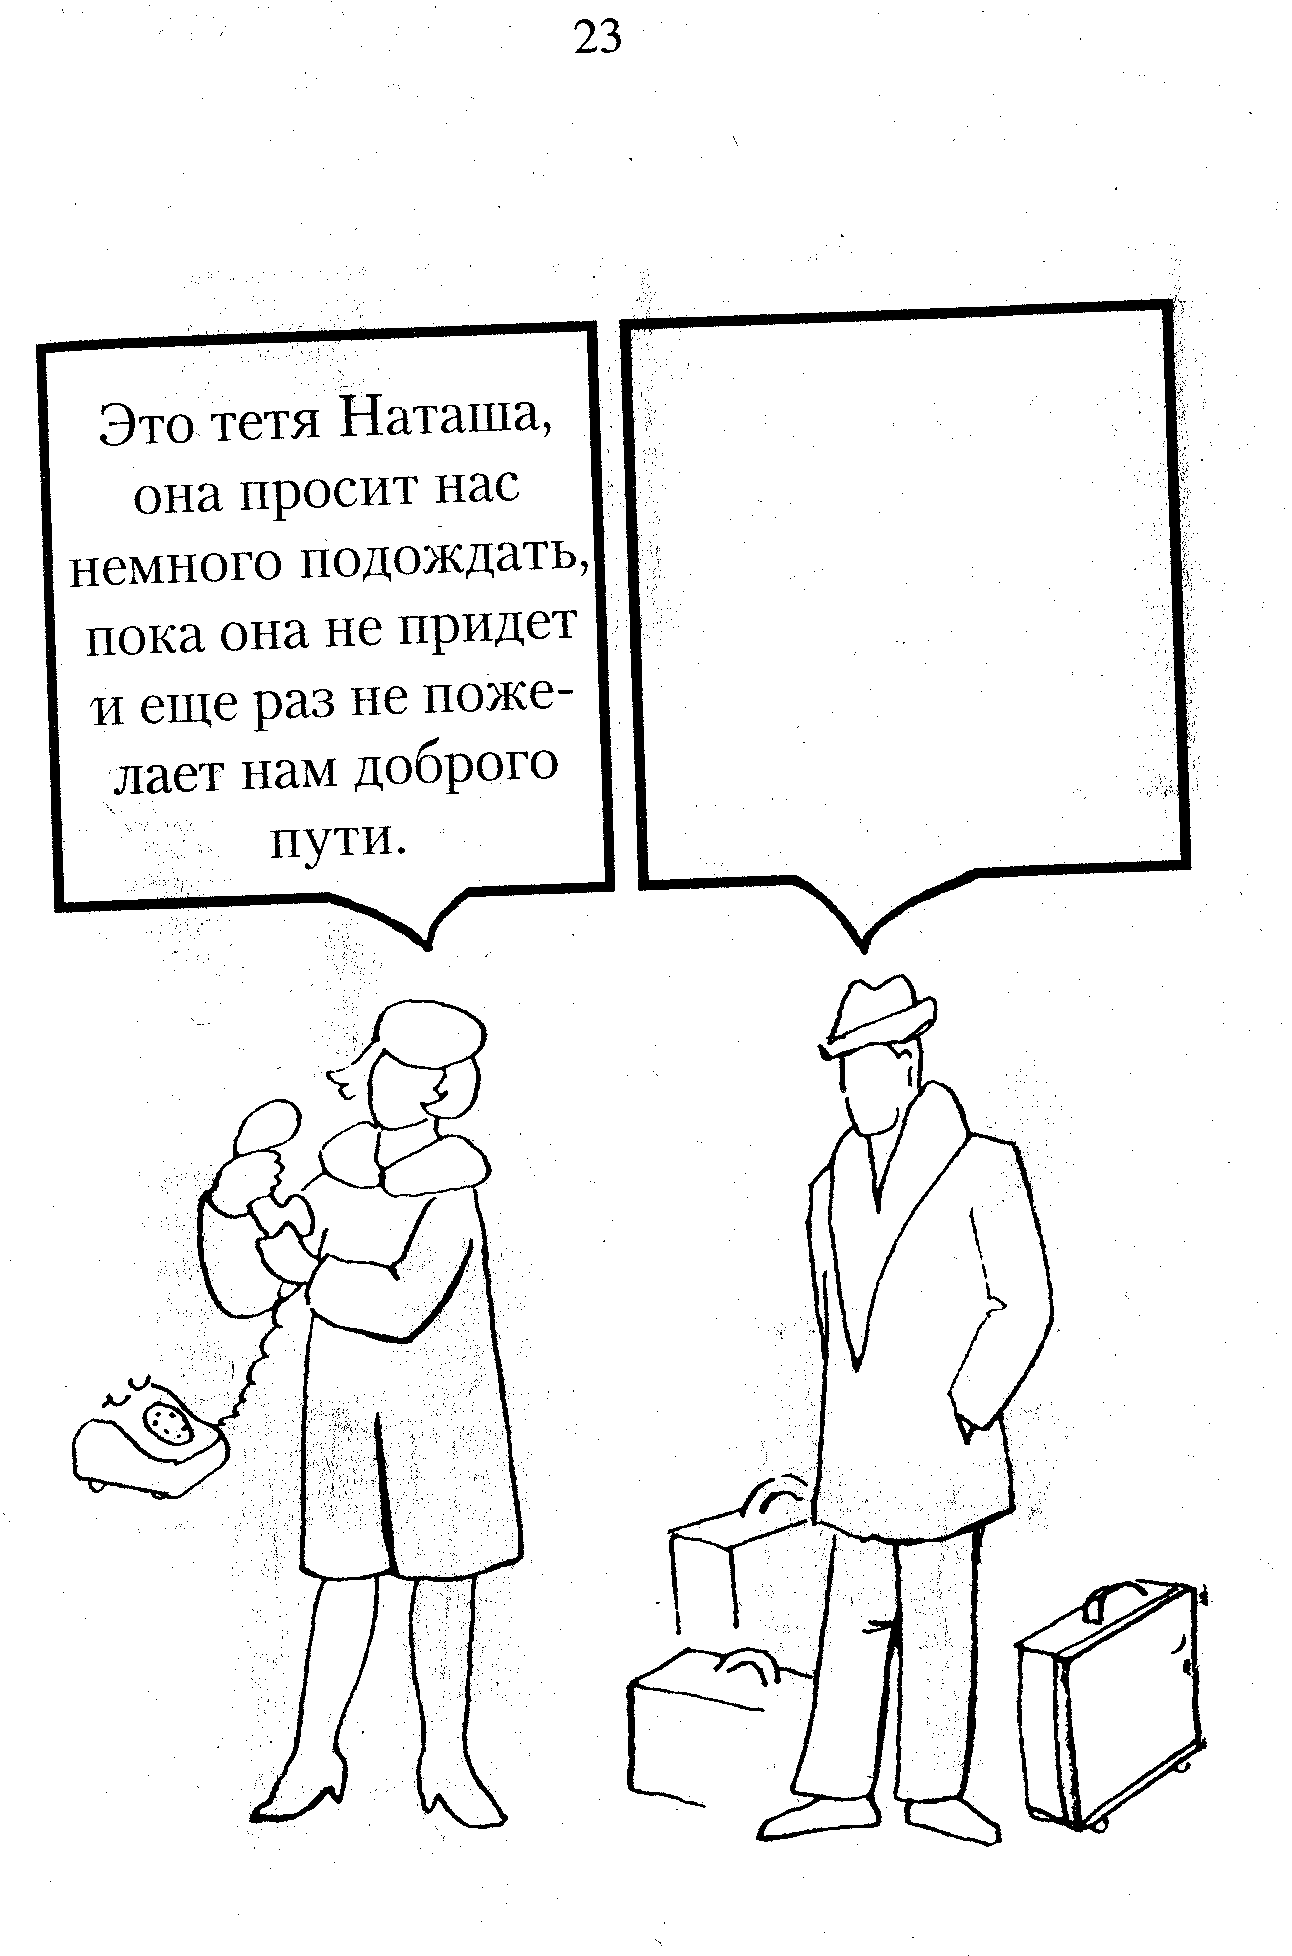 23
Это тетя Наташа,
она просит нас
немного подождать,
пока она не придет
и еще раз не поже-
лает нам доброго
пути.